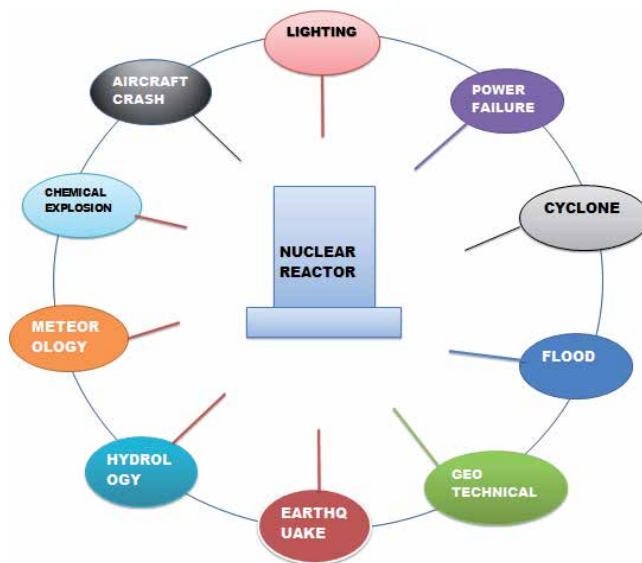 LIGHTING
AIRCRAFT
CRASH
POWER
FAILURE
CHEMICAL
EXPLOSION
CYCLONE
NUCLEAR
REACTOR
METEOR
OLOGY
FLOOD
HYDROL
OGY
GEO
TECHNICAL
EARTHQ
UAKE